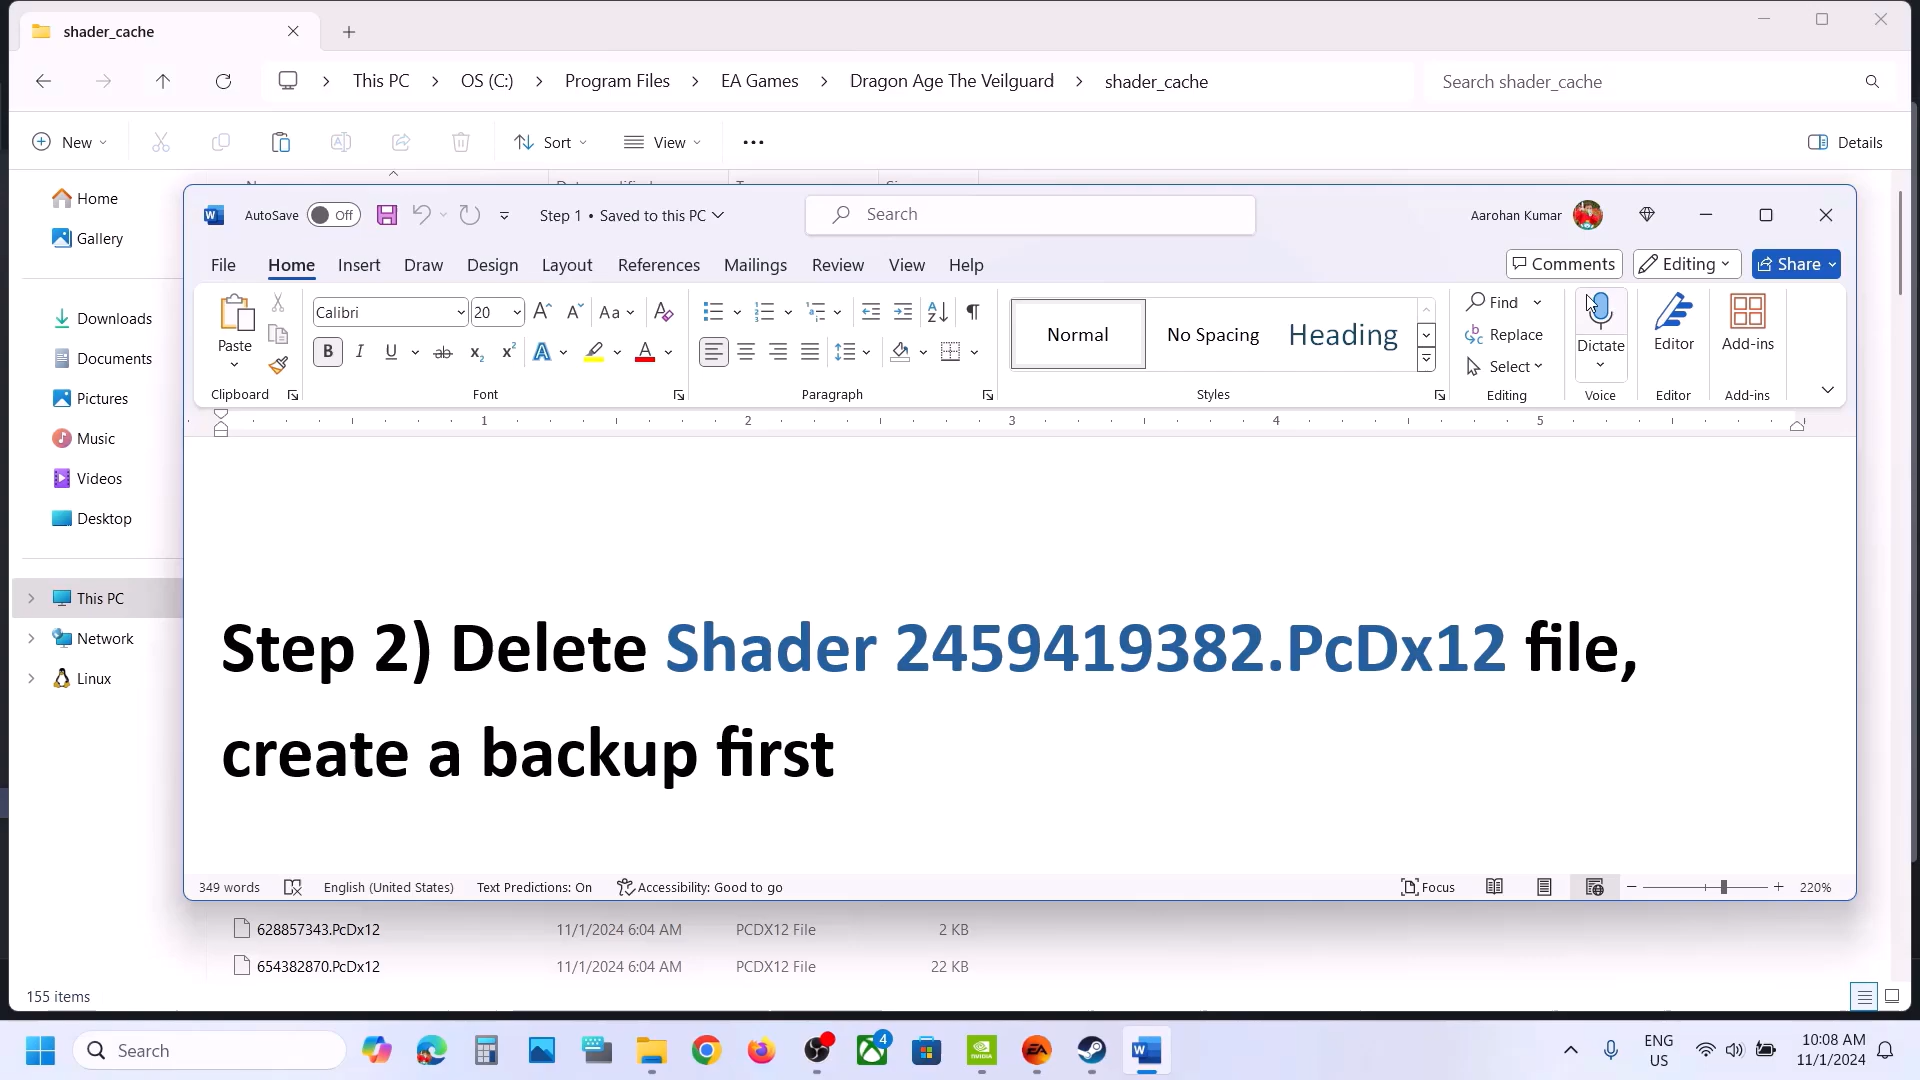 shader_cache
This PC
OS (C:)
Program Files
EA Games
Dragon Age The Veilguard
shader_cache
Search shader_cache
New
Sort
View
Details
Home
Gallery
Downloads
Documents
Pictures
Music
Videos
Desktop
This PC
Network
Linux
AutoSave
Off
Step 1 • Saved to this PC
Search
Aarohan Kumar
File
Home
Insert
Draw
Design
Layout
References
Mailings
Review
View
Help
Comments
Editing
Share
Paste
Clipboard
Calibri
20
Font
Paragraph
Normal
No Spacing
Heading
Styles
Find
Replace
Select
Editing
Dictate
Voice
Editor
Editor
Add-ins
Add-ins
1 2 3 4 5
Step 2) Delete Shader 2459419382.PcDx12 file,
create a backup first
349 words
English (United States)
Text Predictions: On
Accessibility: Good to go
Focus
220%
628857343.PcDx12 11/1/2024 6:04 AM PCDX12 File 2 KB
654382870.PcDx12 11/1/2024 6:04 AM PCDX12 File 22 KB
155 items
Search
4
ENG
US
10:08 AM
11/1/2024